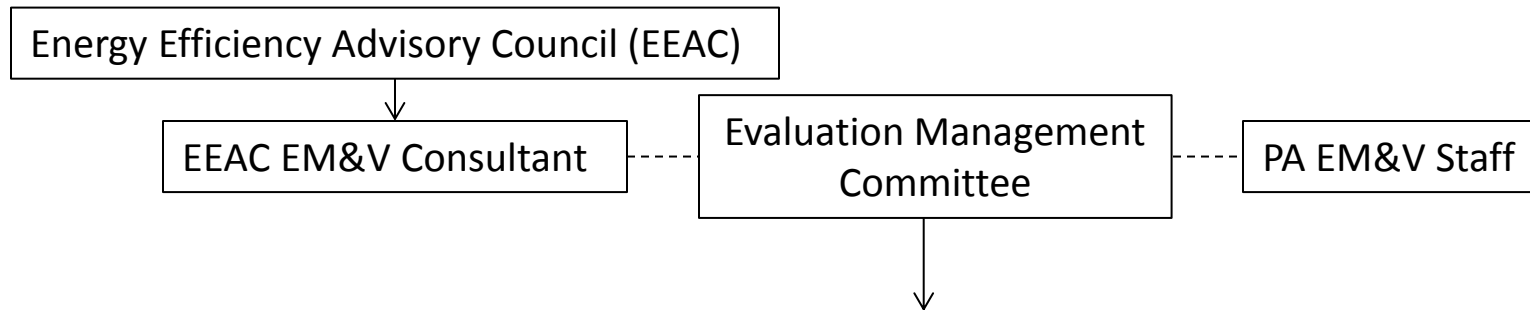 Energy Efficiency Advisory Council (EEAC)
EEAC EM&V Consultant
Evaluation Management
Committee
PA EM&V Staff